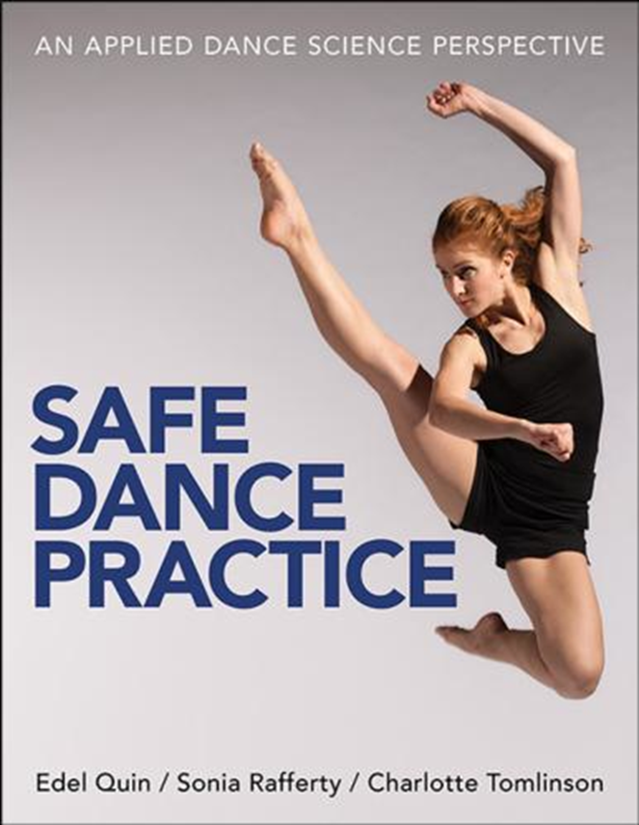 AN APPLIED DANCE SCIENCE PERSPECTIVE
SAFE
DANCE
PRACTICE
Edel Quin / Sonia Rafferty / Charlotte Tomlinson